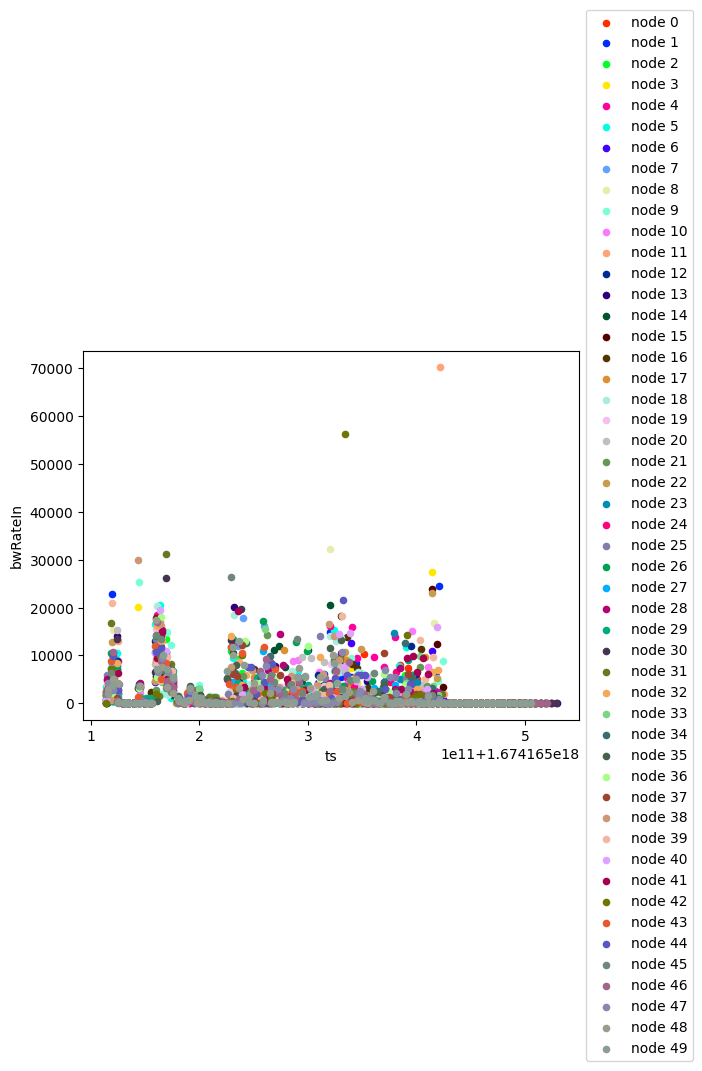 node 0
node 1
node 2
node 3
node 4
node 5
node 6
node 7
node 8
node 9
node 10
node 11
node 12
node 13
node 14
node 15
node 16
node 17
node 18
node 19
node 20
node 21
node 22
node 23
node 24
node 25
node 26
node 27
node 28
node 29
node 30
node 31
node 32
node 33
node 34
node 35
node 36
node 37
node 38
node 39
node 40
node 41
node 42
node 43
node 44
node 45
node 46
node 47
node 48
node 49
70000
60000
50000
40000
30000
20000
10000
0
bwRateIn
1 2 3 4 5
ts
1e11+1.674165e18